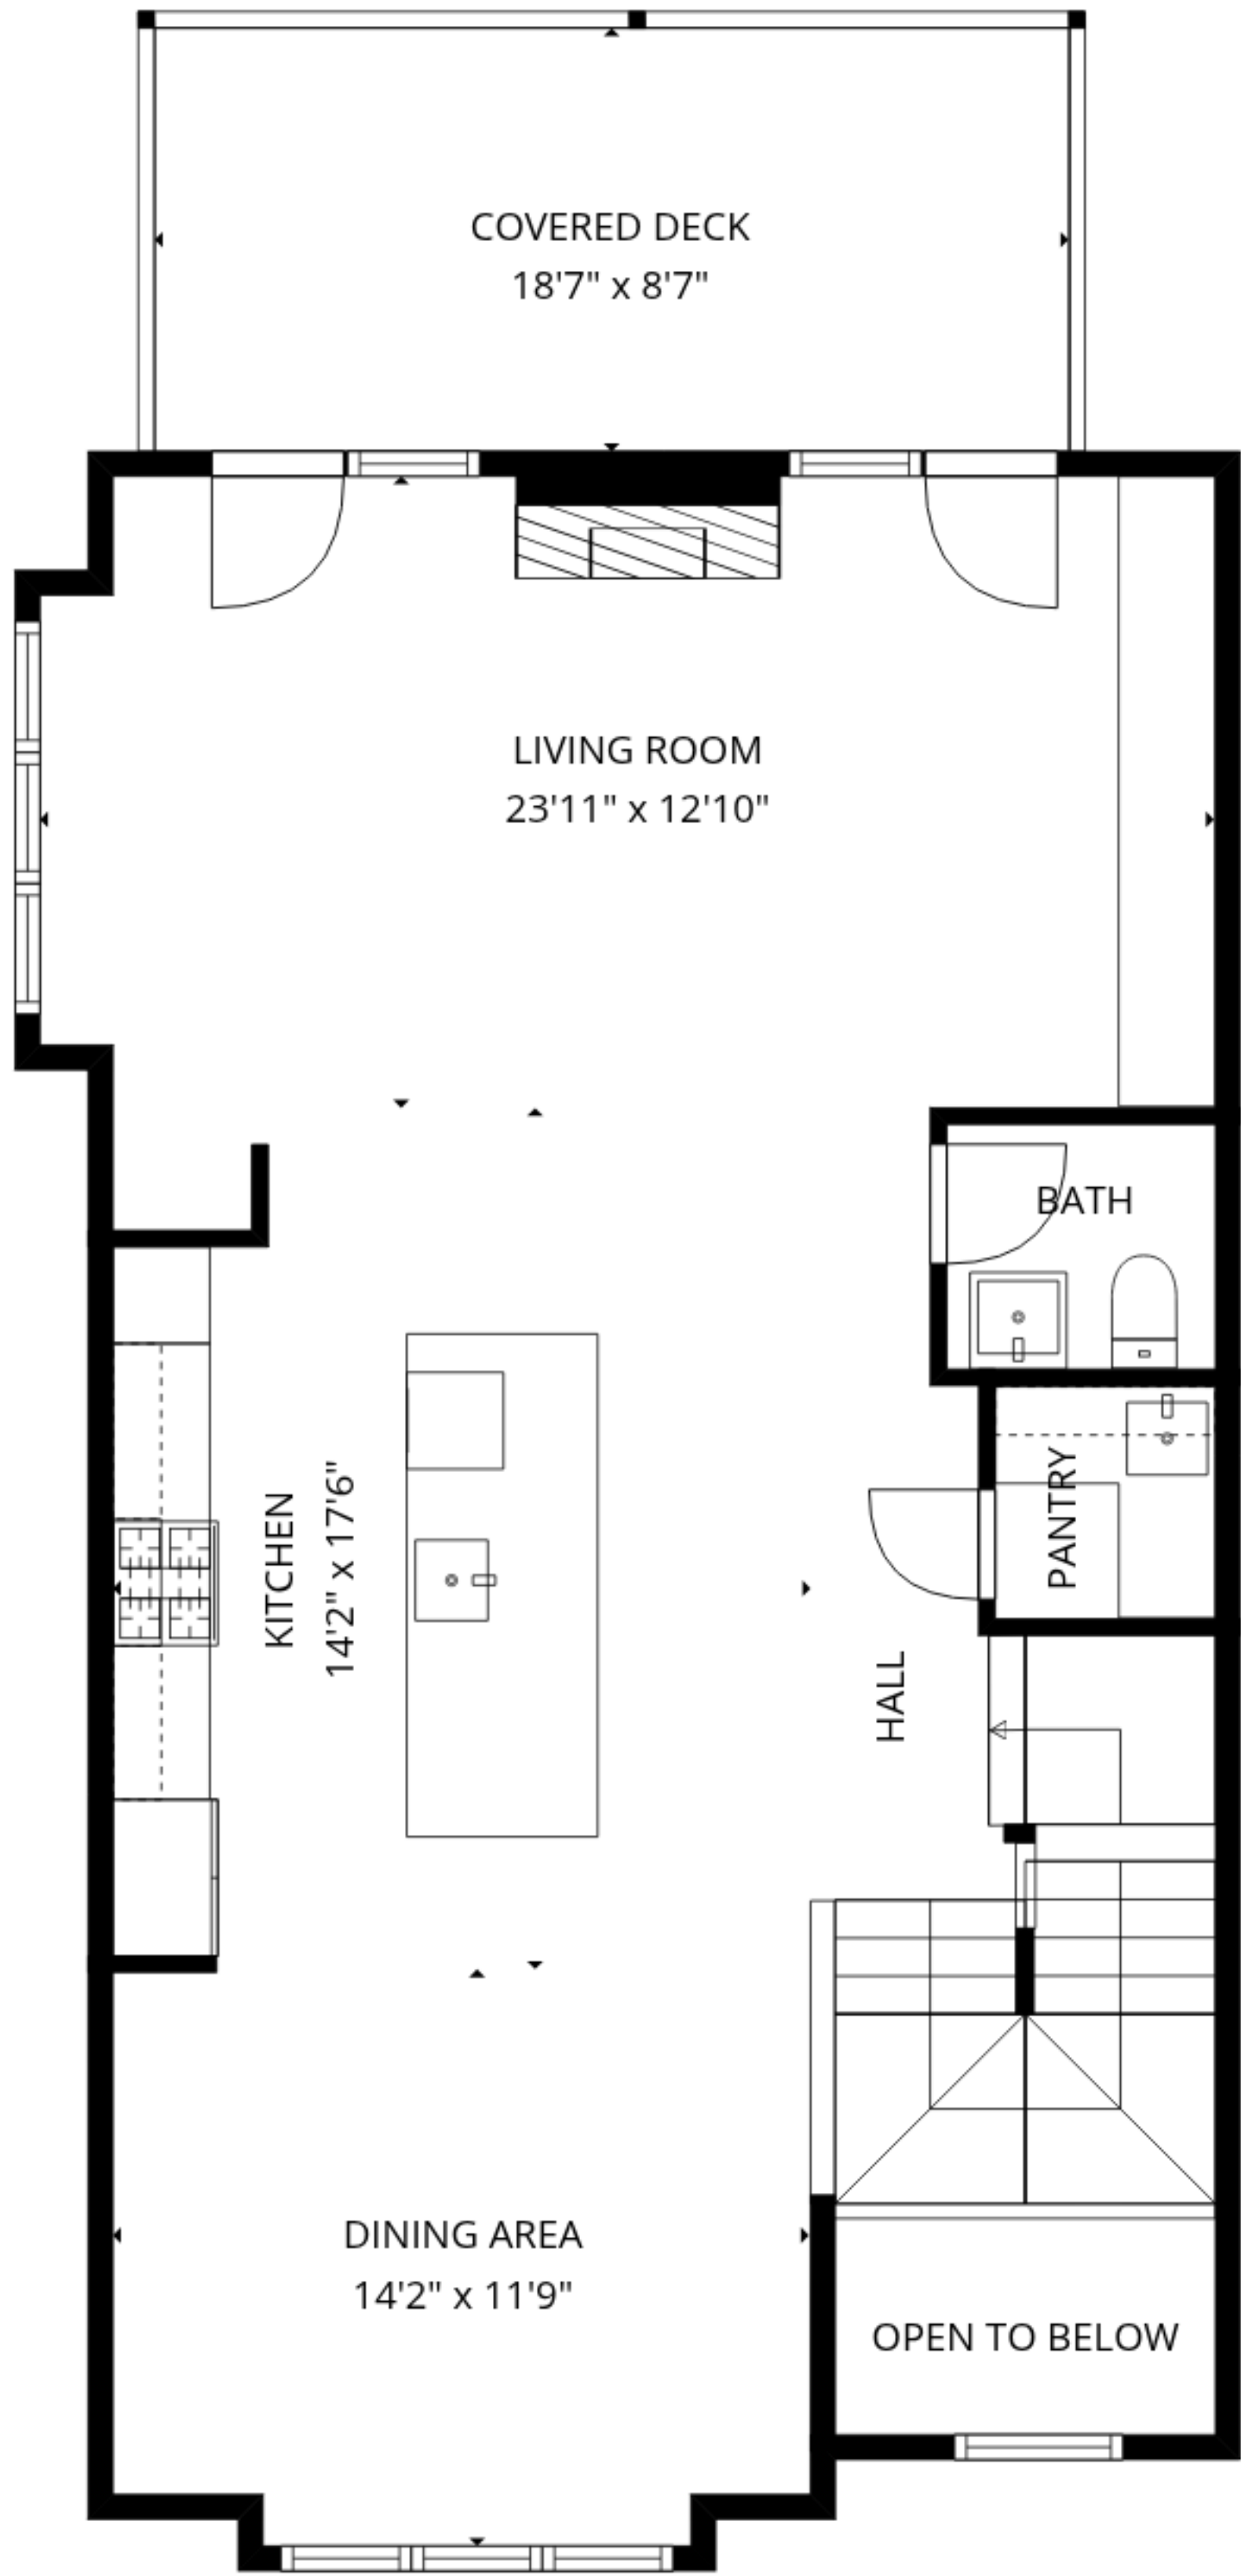 COVERED DECK
18'7" x 8'7"
LIVING ROOM
23'11" x 12'10"
BATH
KITCHEN
14'2" x 17'6"
PANTRY
HALL
DINING AREA
14'2" x 11'9"
OPEN TO BELOW